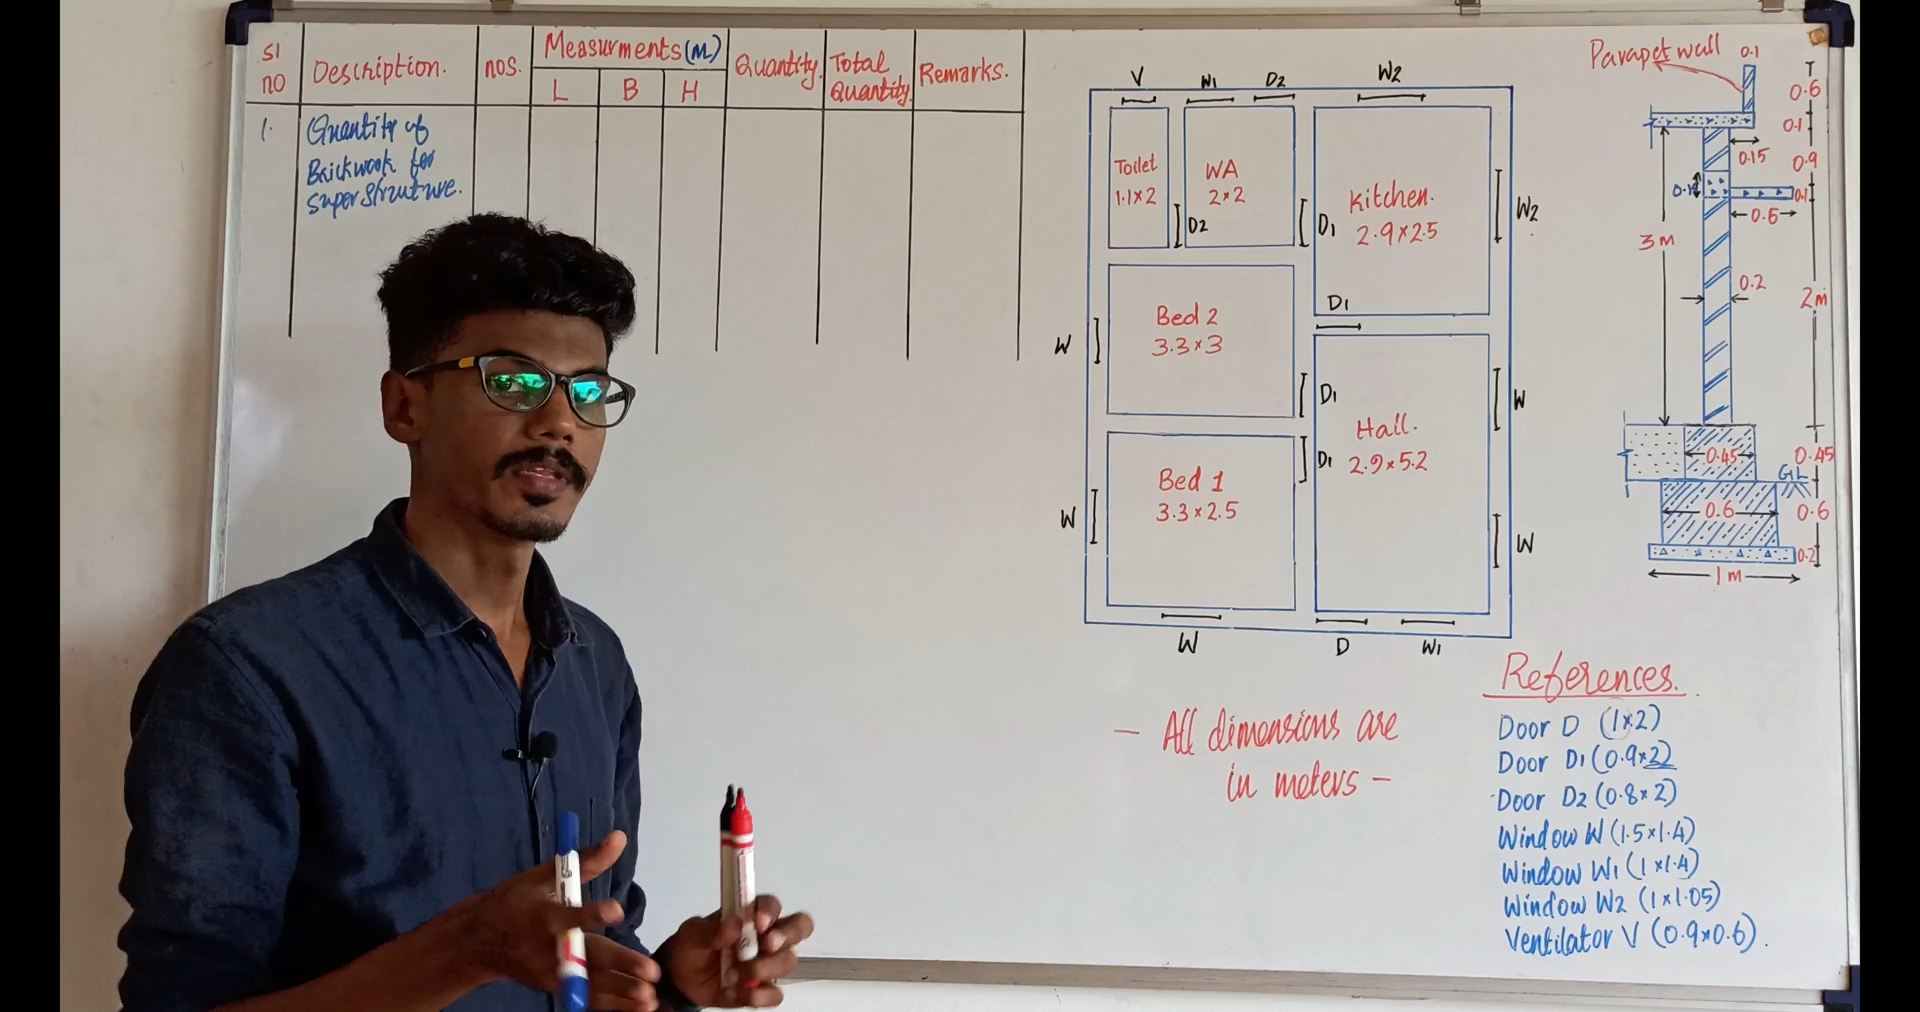 Sl no
Description.
nos.
Measurments (m)
L
B
H
Quantity.
Total Quantity.
Remarks.
1.
Quantity of
Brickwork for
super struture.
V
W1
D2
W2
Toilet
1.1×2
D2
WA
2×2
D1
Kitchen.
2.9×2.5
W2
D1
Bed 2
3.3×3
W
D1
Hall.
2.9×5.2
W
D1
Bed 1
3.3×2.5
W
W
W
D
W1
Parapet wall
0.1
0.6
0.1
0.15
0.9
0.1
0.6
3m
0.2
2m
0.45
0.45
GL
0.6
0.6
0.2
1m
- All dimensions are
in meters -
References.
Door D (1×2)
Door D1 (0.9×2)
Door D2 (0.8×2)
Window W (1.5×1.4)
Window W1 (1×1.4)
Window W2 (1×1.05)
Ventilator V (0.9×0.6).